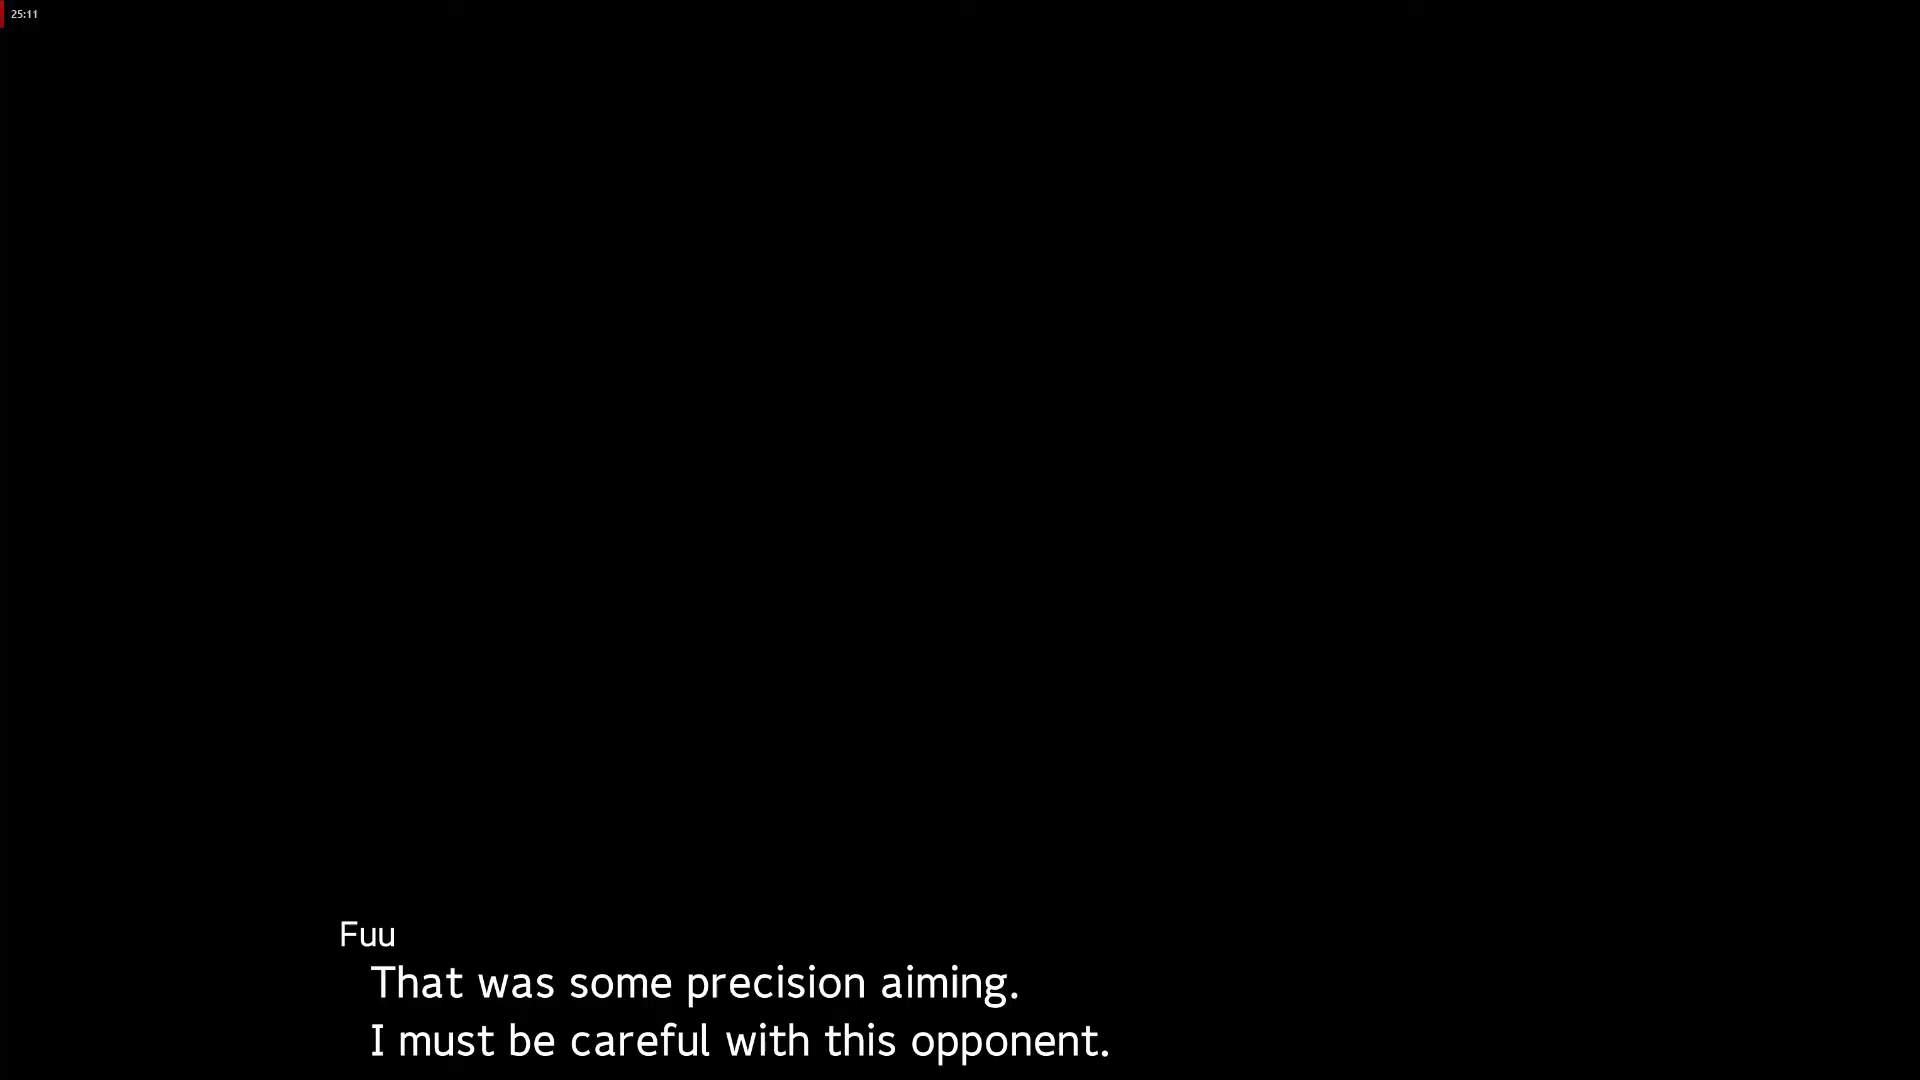 25:11
Fuu
That was some precision aiming.
I must be careful with this opponent.